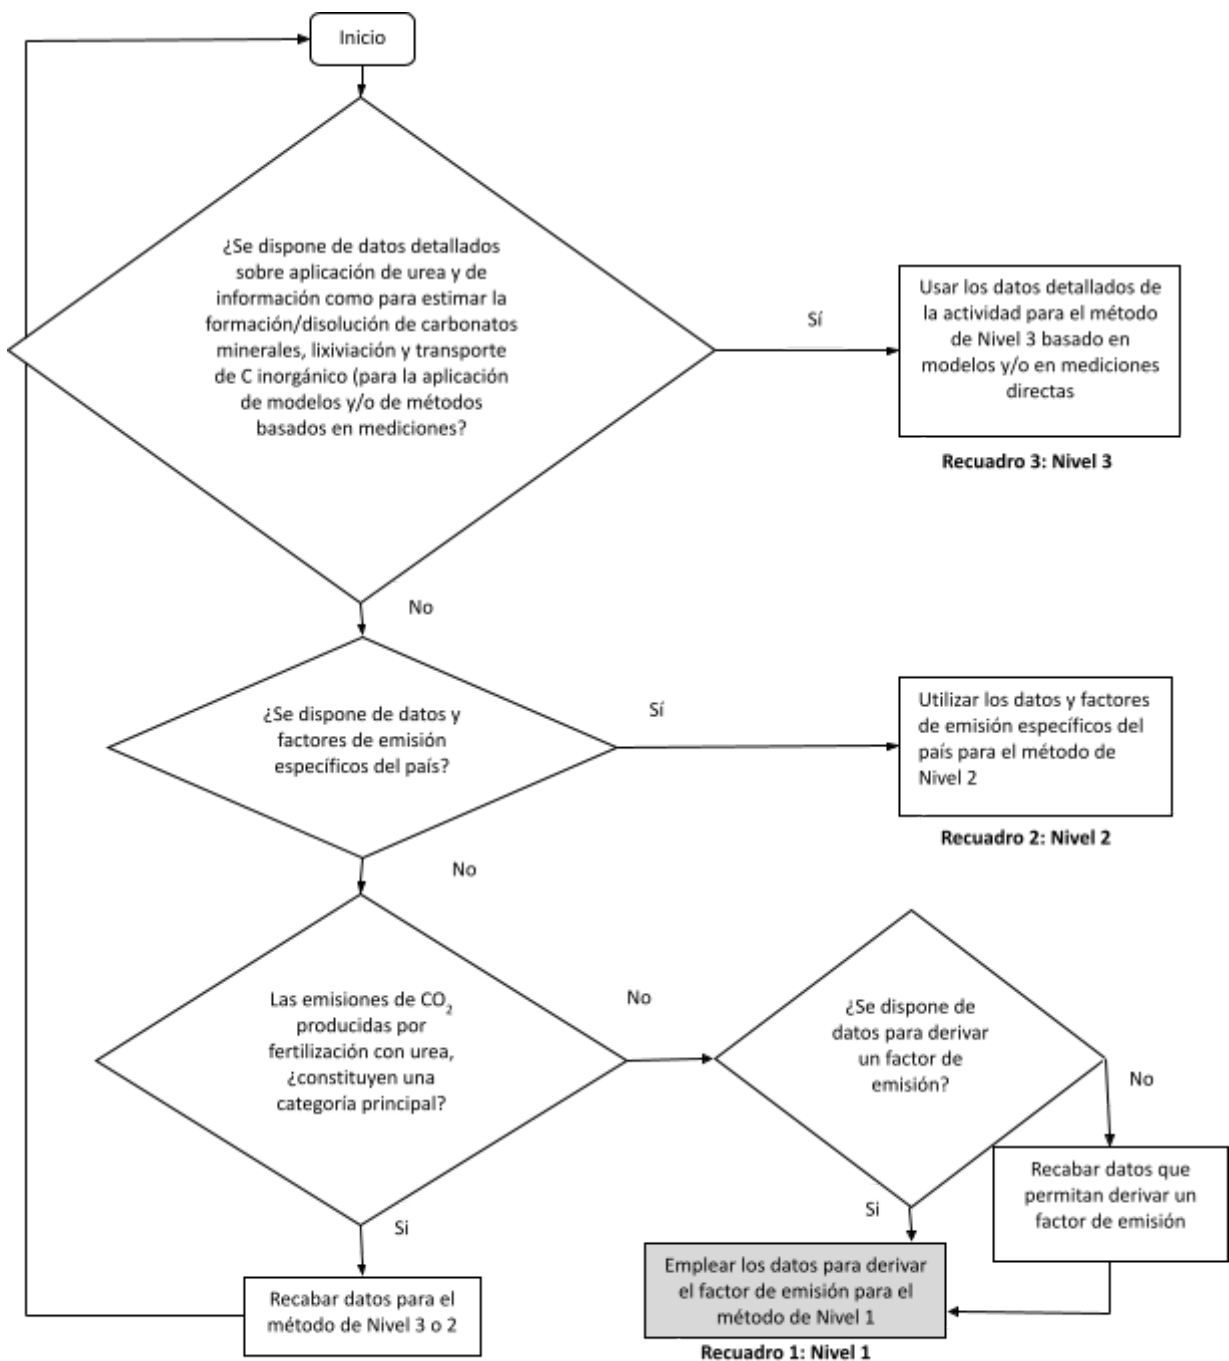 Inicio
¿Se dispone de datos detallados
sobre aplicación de urea y de
información como para estimar la
formación/disolución de carbonatos
minerales, lixiviación y transporte
de C inorgánico (para la aplicación
de modelos y/o de métodos
basados en mediciones?
Sí
Usar los datos detallados de
la actividad para el método
de Nivel 3 basado en
modelos y/o en mediciones
directas
Recuadro 3: Nivel 3
No
¿Se dispone de datos y
factores de emisión
específicos del país?
Sí
Utilizar los datos y factores
de emisión específicos del
país para el método de
Nivel 2
Recuadro 2: Nivel 2
No
Las emisiones de CO2
producidas por
fertilización con urea,
¿constituyen una
categoría principal?
No
¿Se dispone de
datos para derivar
un factor de
emisión?
No
Recabar datos que
permitan derivar un
factor de emisión
Si
Si
Emplear los datos para derivar
el factor de emisión para el
método de Nivel 1
Recuadro 1: Nivel 1
Recabar datos para el
método de Nivel 3 o 2